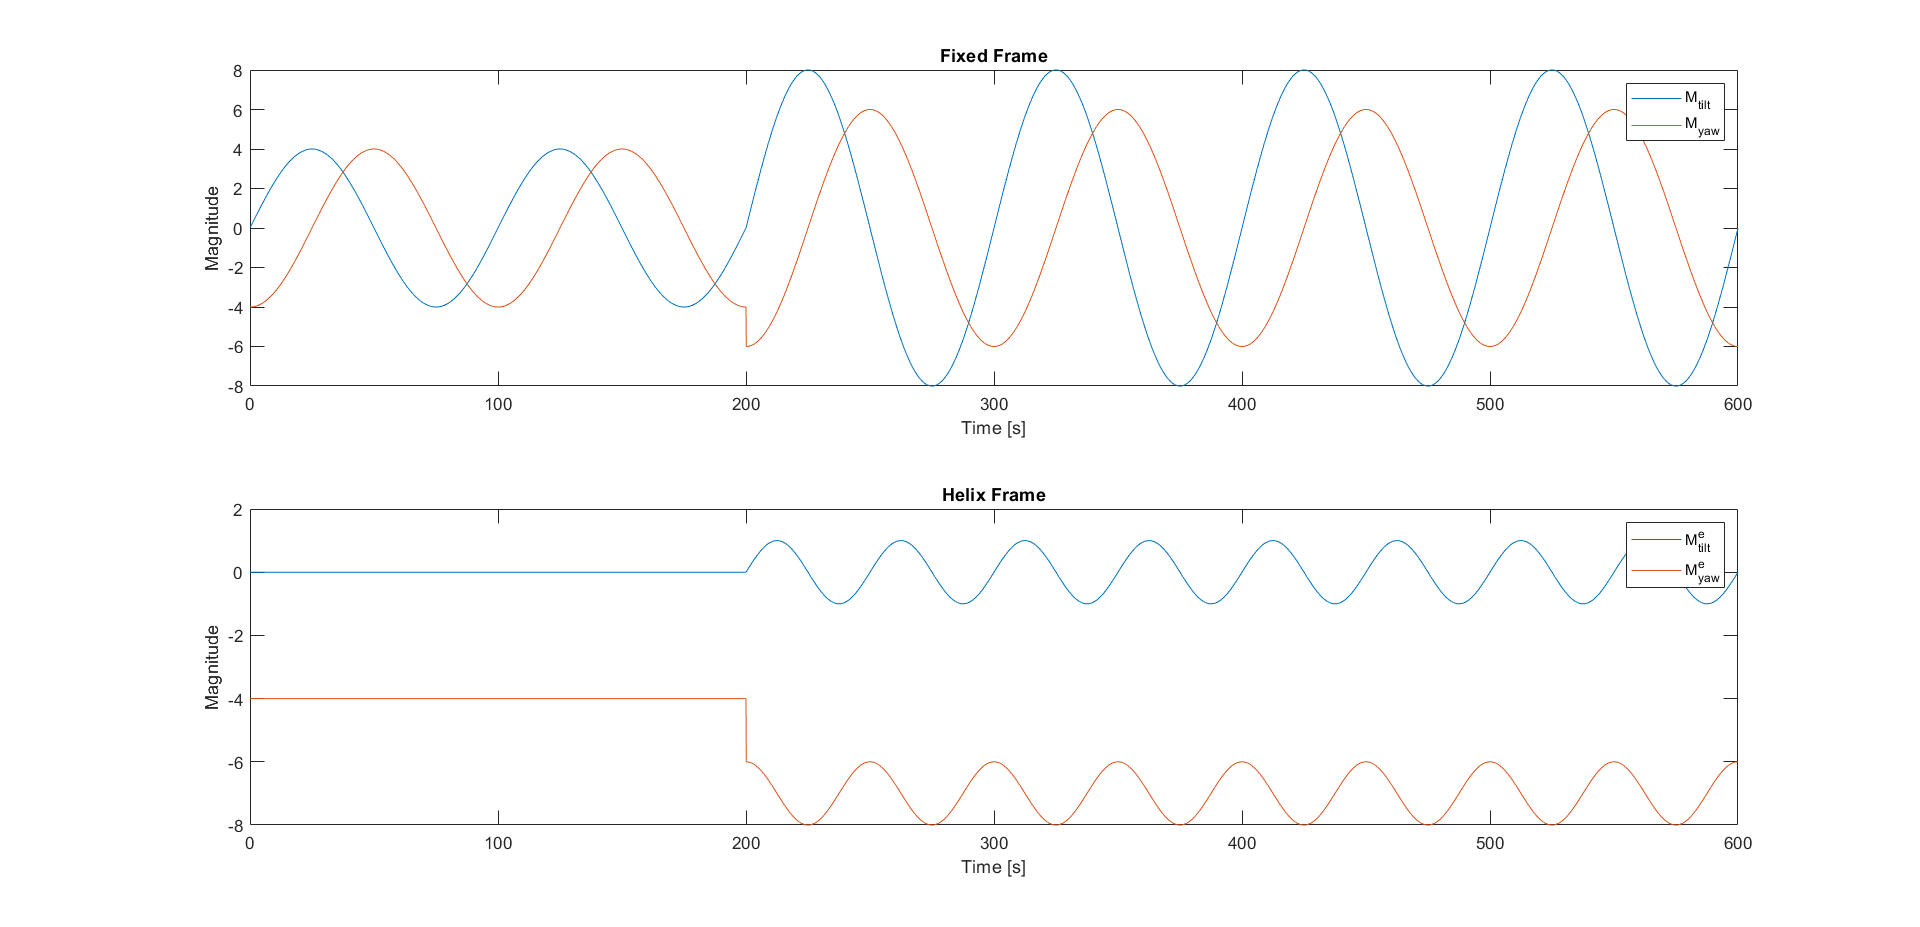 Fixed Frame
8
6
4
2
0
-2
-4
-6
-8
Magnitude
M_tilt
M_yaw
0 100 200 300 400 500 600
Time [s]
Helix Frame
2
0
-2
-4
-6
-8
Magnitude
M^e_tilt
M^e_yaw
0 100 200 300 400 500 600
Time [s]